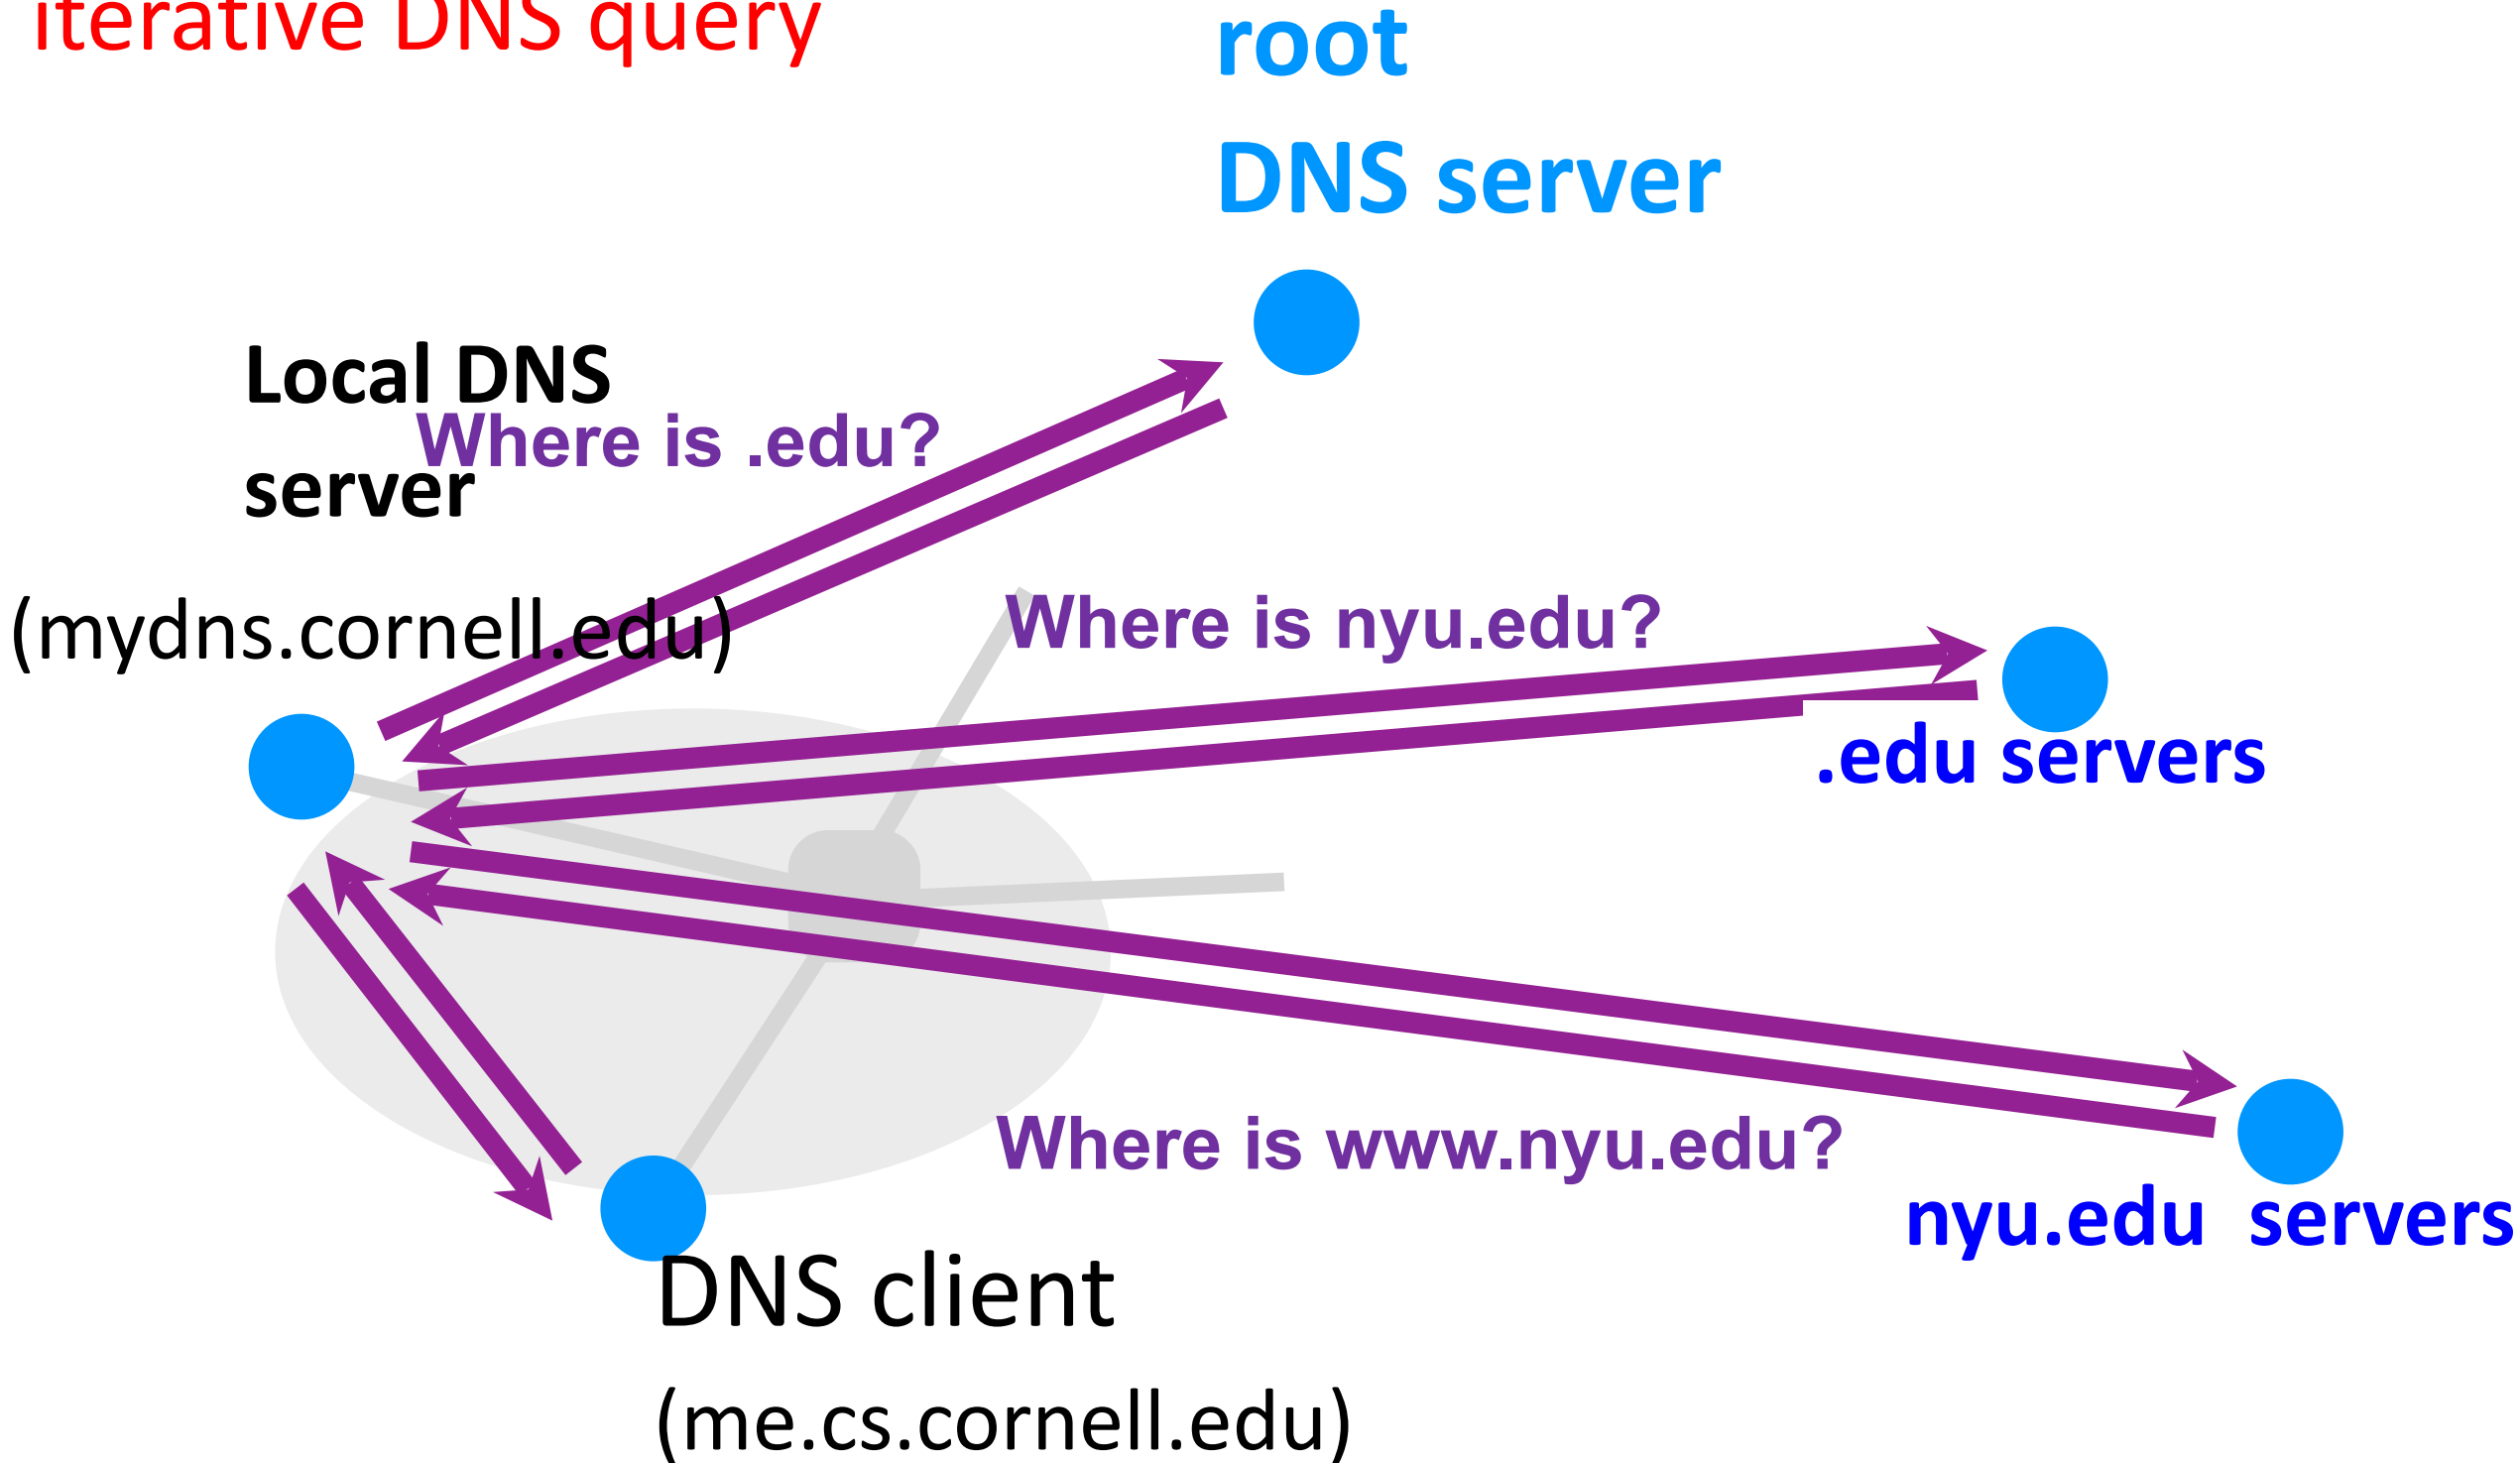 iterative DNS query
root
DNS server
Local DNS
server
Where is .edu?
(mydns.cornell.edu)
Where is nyu.edu?
.edu servers
Where is www.nyu.edu?
nyu.edu  servers
DNS client
(me.cs.cornell.edu)